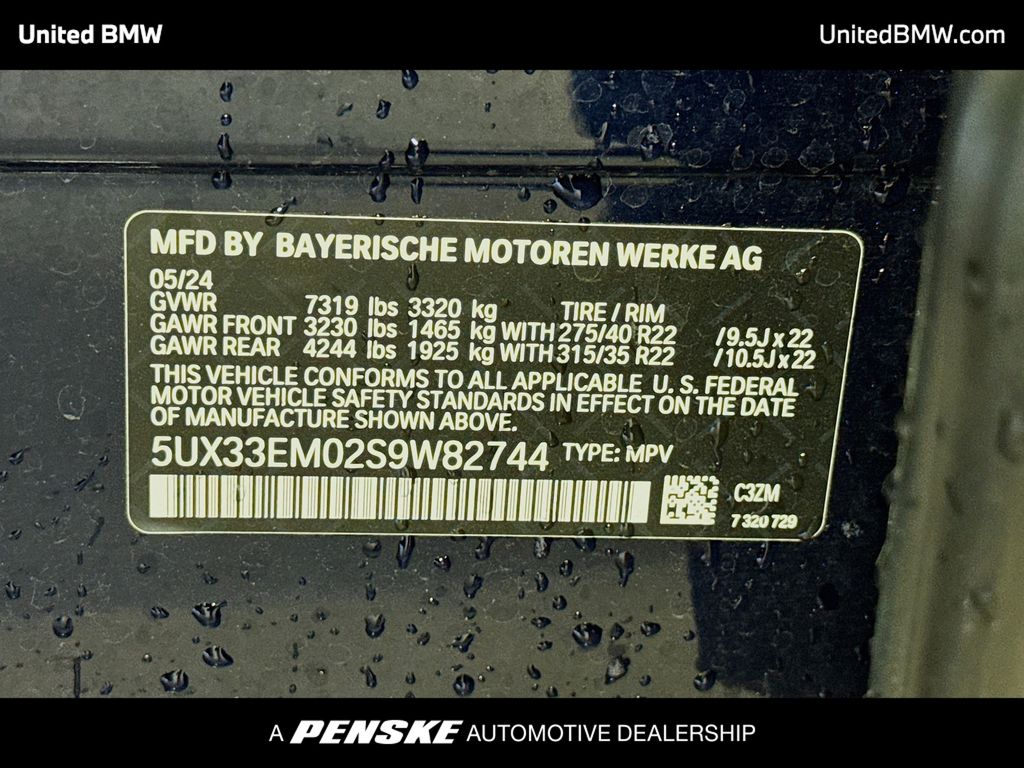 United BMW
UnitedBMW.com
MFD BY BAYERISCHE MOTOREN WERKE AG
05/24
GVWR 7319 lbs 3320 kg TIRE / RIM
GAWR FRONT 3230 lbs 1465 kg WITH 275/40 R22 /9.5J x 22
GAWR REAR 4244 lbs 1925 kg WITH 315/35 R22 /10.5J x 22
THIS VEHICLE CONFORMS TO ALL APPLICABLE U. S. FEDERAL
MOTOR VEHICLE SAFETY STANDARDS IN EFFECT ON THE DATE
OF MANUFACTURE SHOWN ABOVE.
5UX33EM02S9W82744 TYPE: MPV
C3ZM
7 320 729
A PENSKE AUTOMOTIVE DEALERSHIP